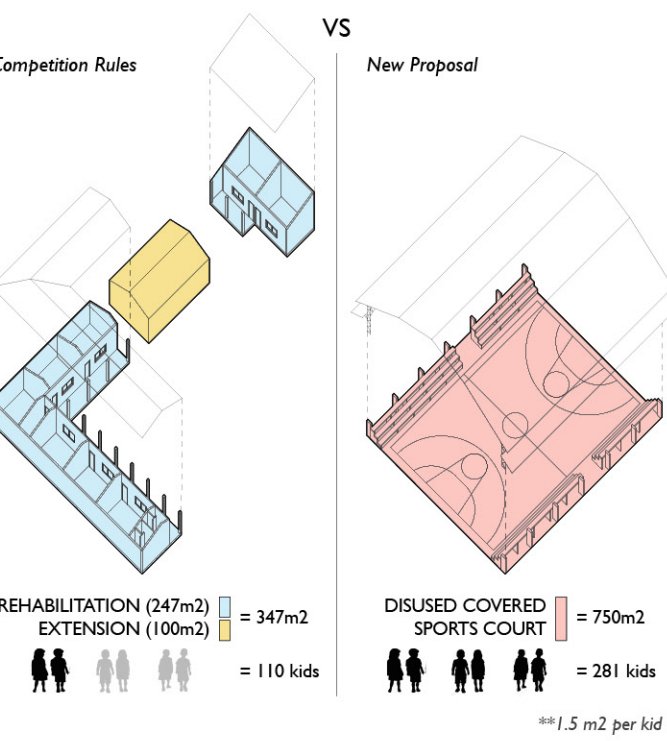 VS
Competition Rules
New Proposal
REHABILITATION (247m2)
EXTENSION (100m2)
= 347m2
= 110 kids
DISUSED COVERED
SPORTS COURT
= 750m2
= 281 kids
**1.5 m2 per kid